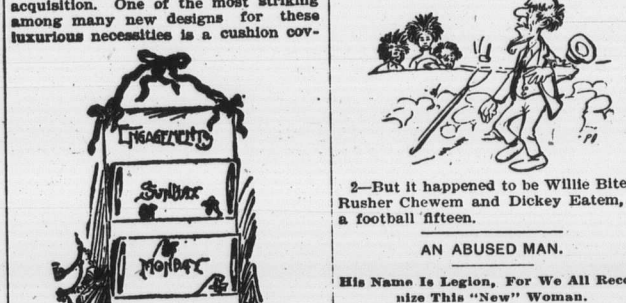 acquisition. One of the most striking
among many new designs for these
luxurious necessities is a cushion cov-
ENGAGEMENTS
SUNDAY
MONDAY
2—But it happened to be Willie Bite
Rusher Chewem and Dickey Eatem,
a football fifteen.
AN ABUSED MAN.
His Name Is Legion, For We All Reco
nize This "New" Woman.